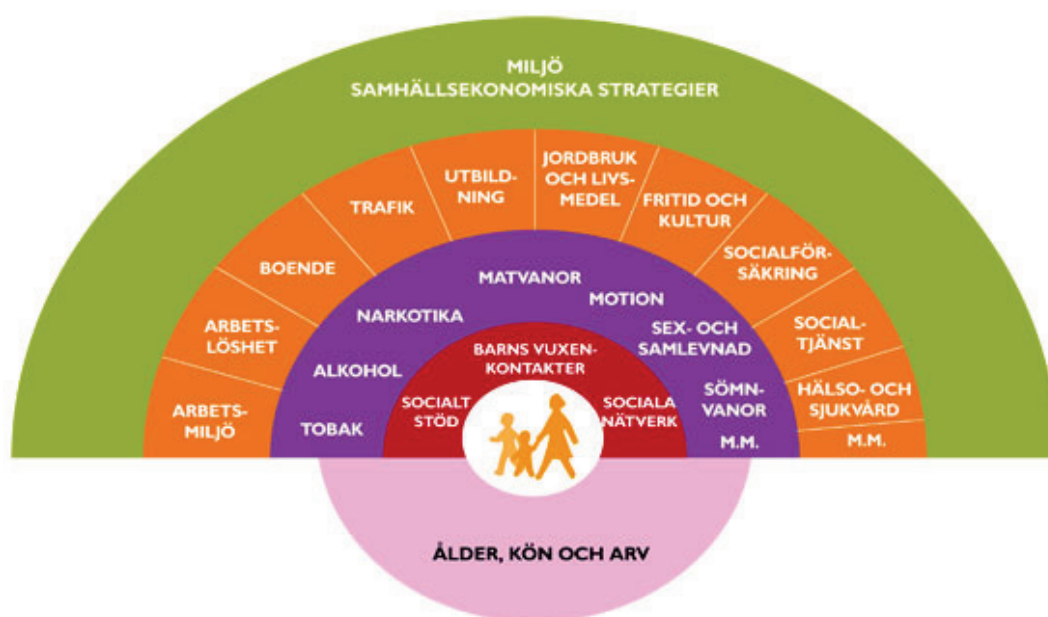 MILJÖ
SAMHÄLLSEKONOMISKA STRATEGIER
ARBETS-
MILJÖ
ARBETS-
LÖSHET
BOENDE
TRAFIK
UTBILD-
NING
JORDBRUK
OCH LIVS-
MEDEL
FRITID OCH
KULTUR
SOCIALFÖR-
SÄKRING
SOCIAL-
TJÄNST
HÄLSO- OCH
SJUKVÅRD
M.M.
TOBAK
ALKOHOL
NARKOTIKA
MATVANOR
MOTION
SEX- OCH
SAMLEVNAD
SÖMN-
VANOR
M.M.
SOCIALT
STÖD
BARNS VUXEN-
KONTAKTER
SOCIALA
NÄTVERK
ÅLDER, KÖN OCH ARV